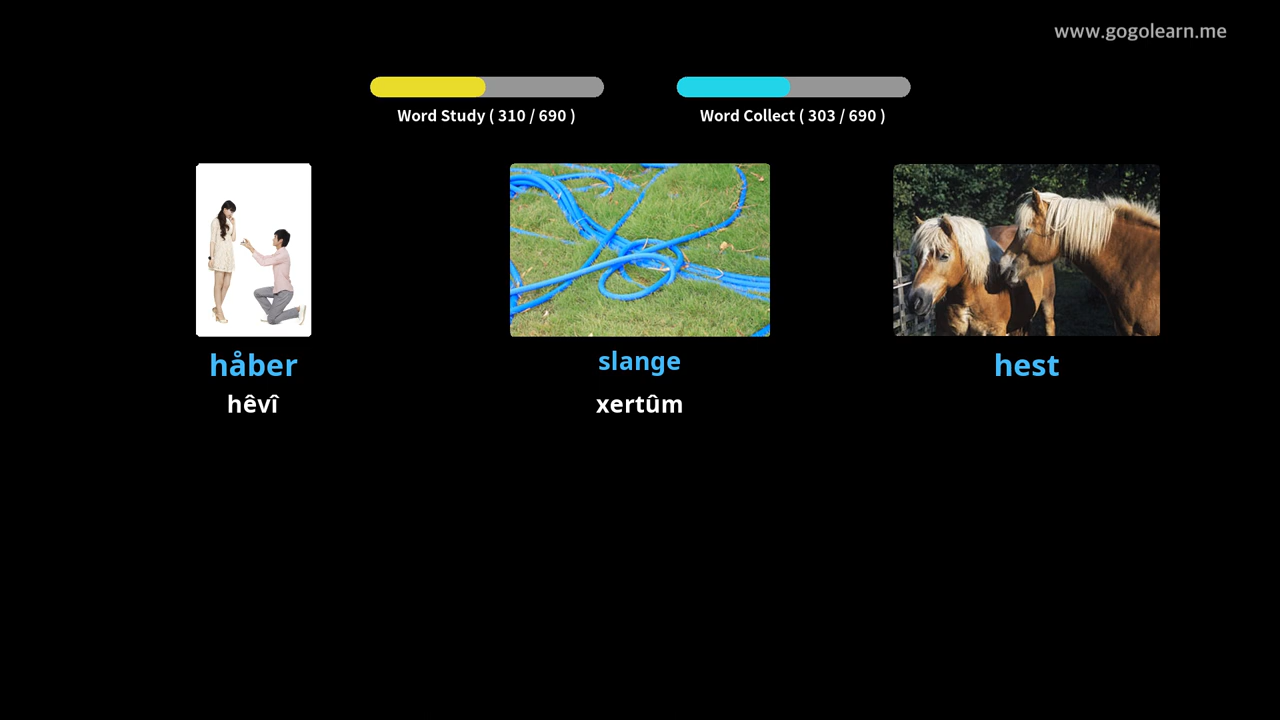 www.gogolearn.me
Word Study ( 310 / 690 )
Word Collect ( 303 / 690 )
håber
slange
hest
hêvî
xertûm